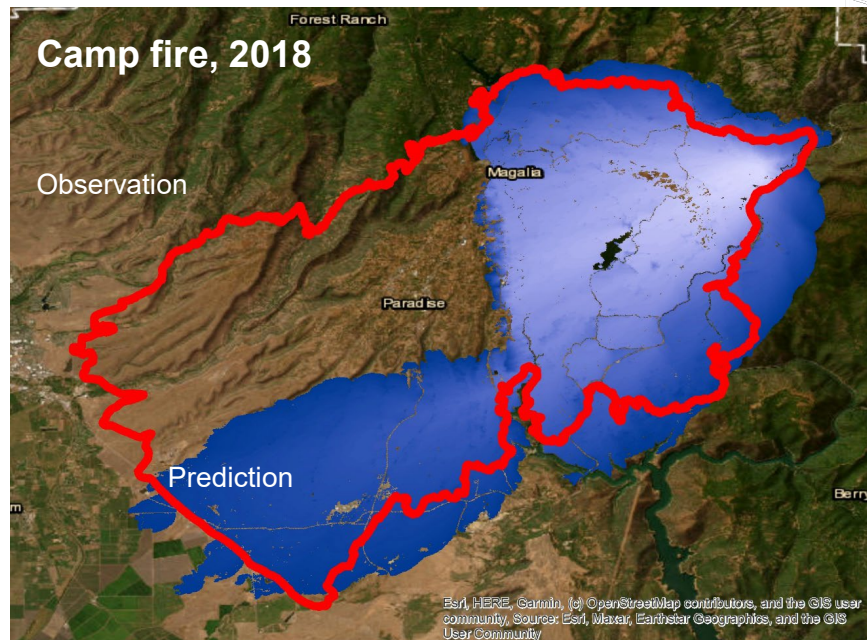 Forest Ranch
Camp fire, 2018
Observation
Magalia
Paradise
Prediction
m
Berry
Esri, HERE, Garmin, (c) OpenStreetMap contributors, and the GIS user
community, Source: Esri, Maxar, Earthstar Geographics, and the GIS
User Community